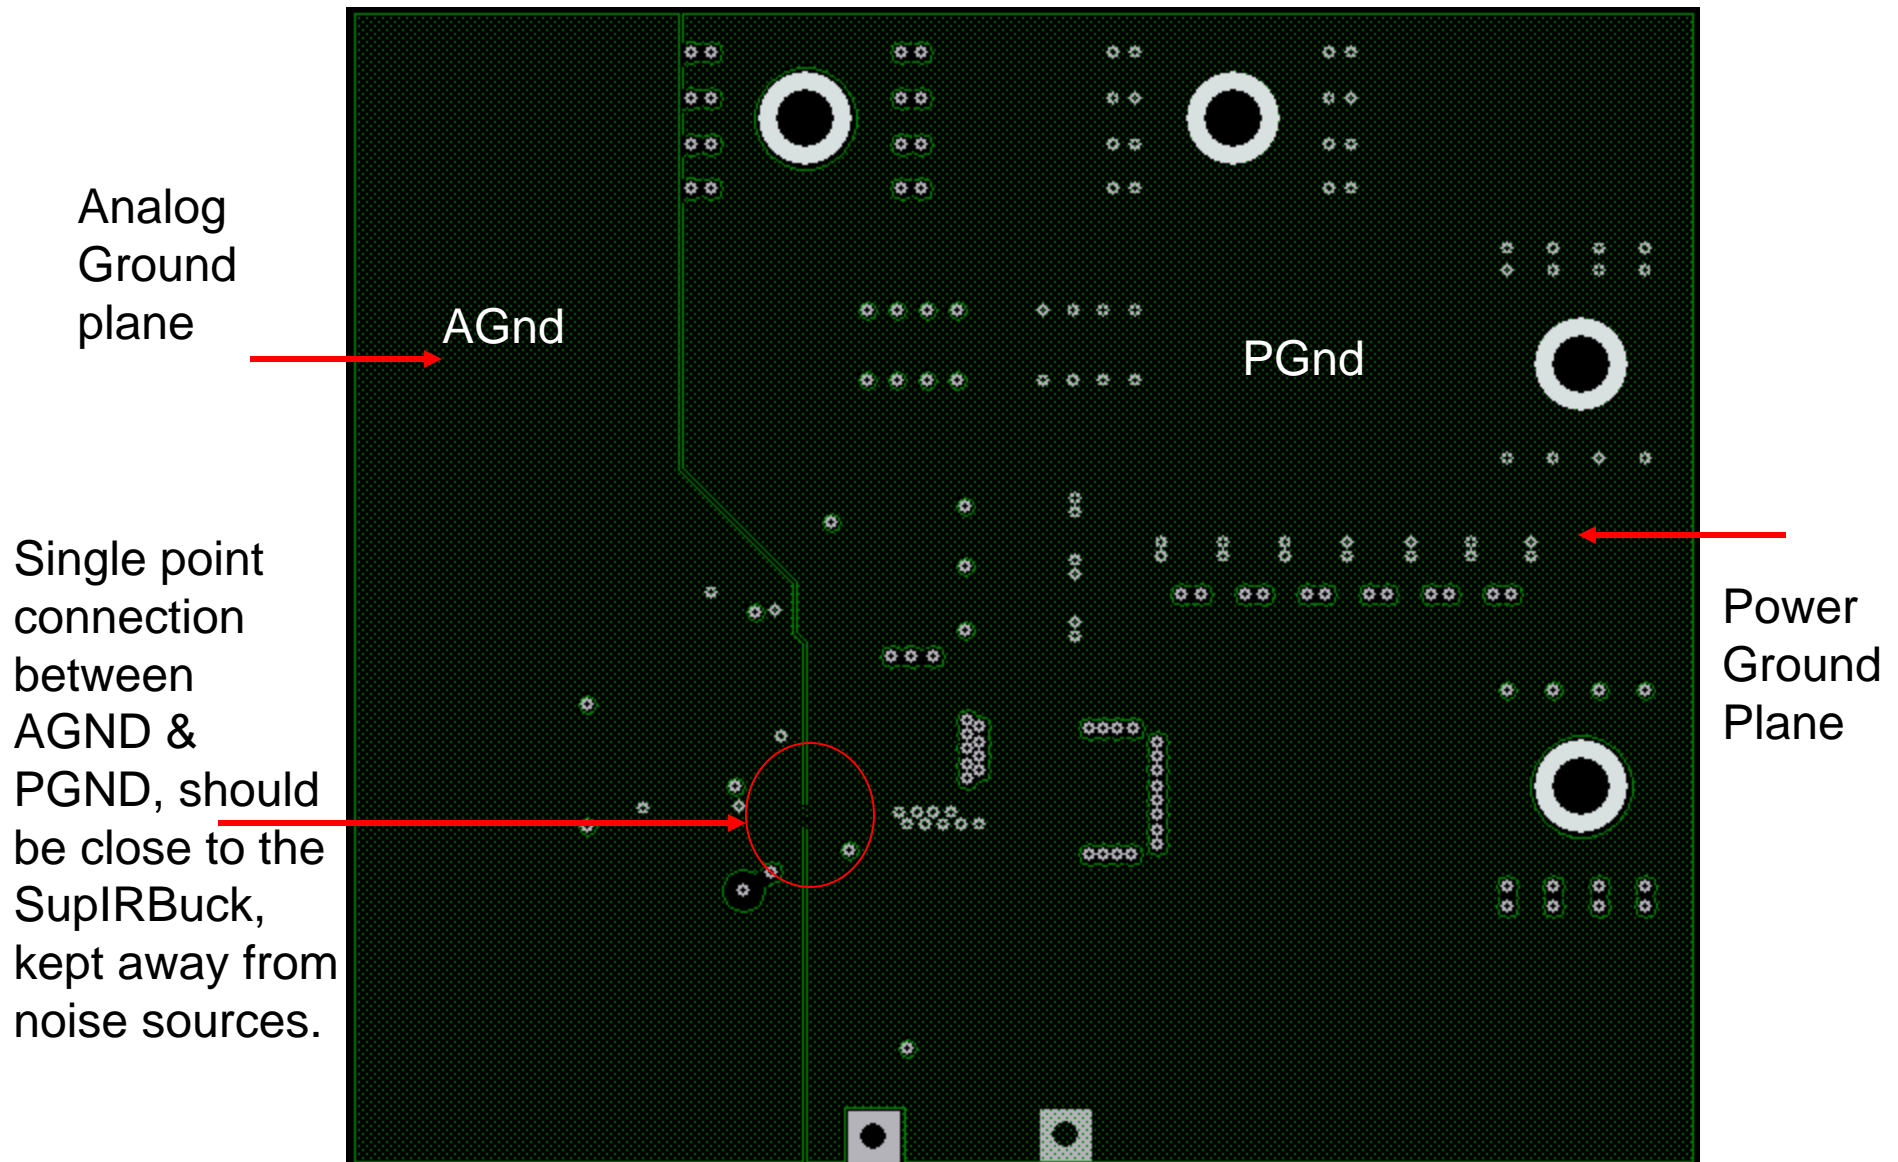 Analog
Ground
plane
AGnd
PGnd
Single point
connection
between
AGND &
PGND, should
be close to the
SupIRBuck,
kept away from
noise sources.
Power
Ground
Plane